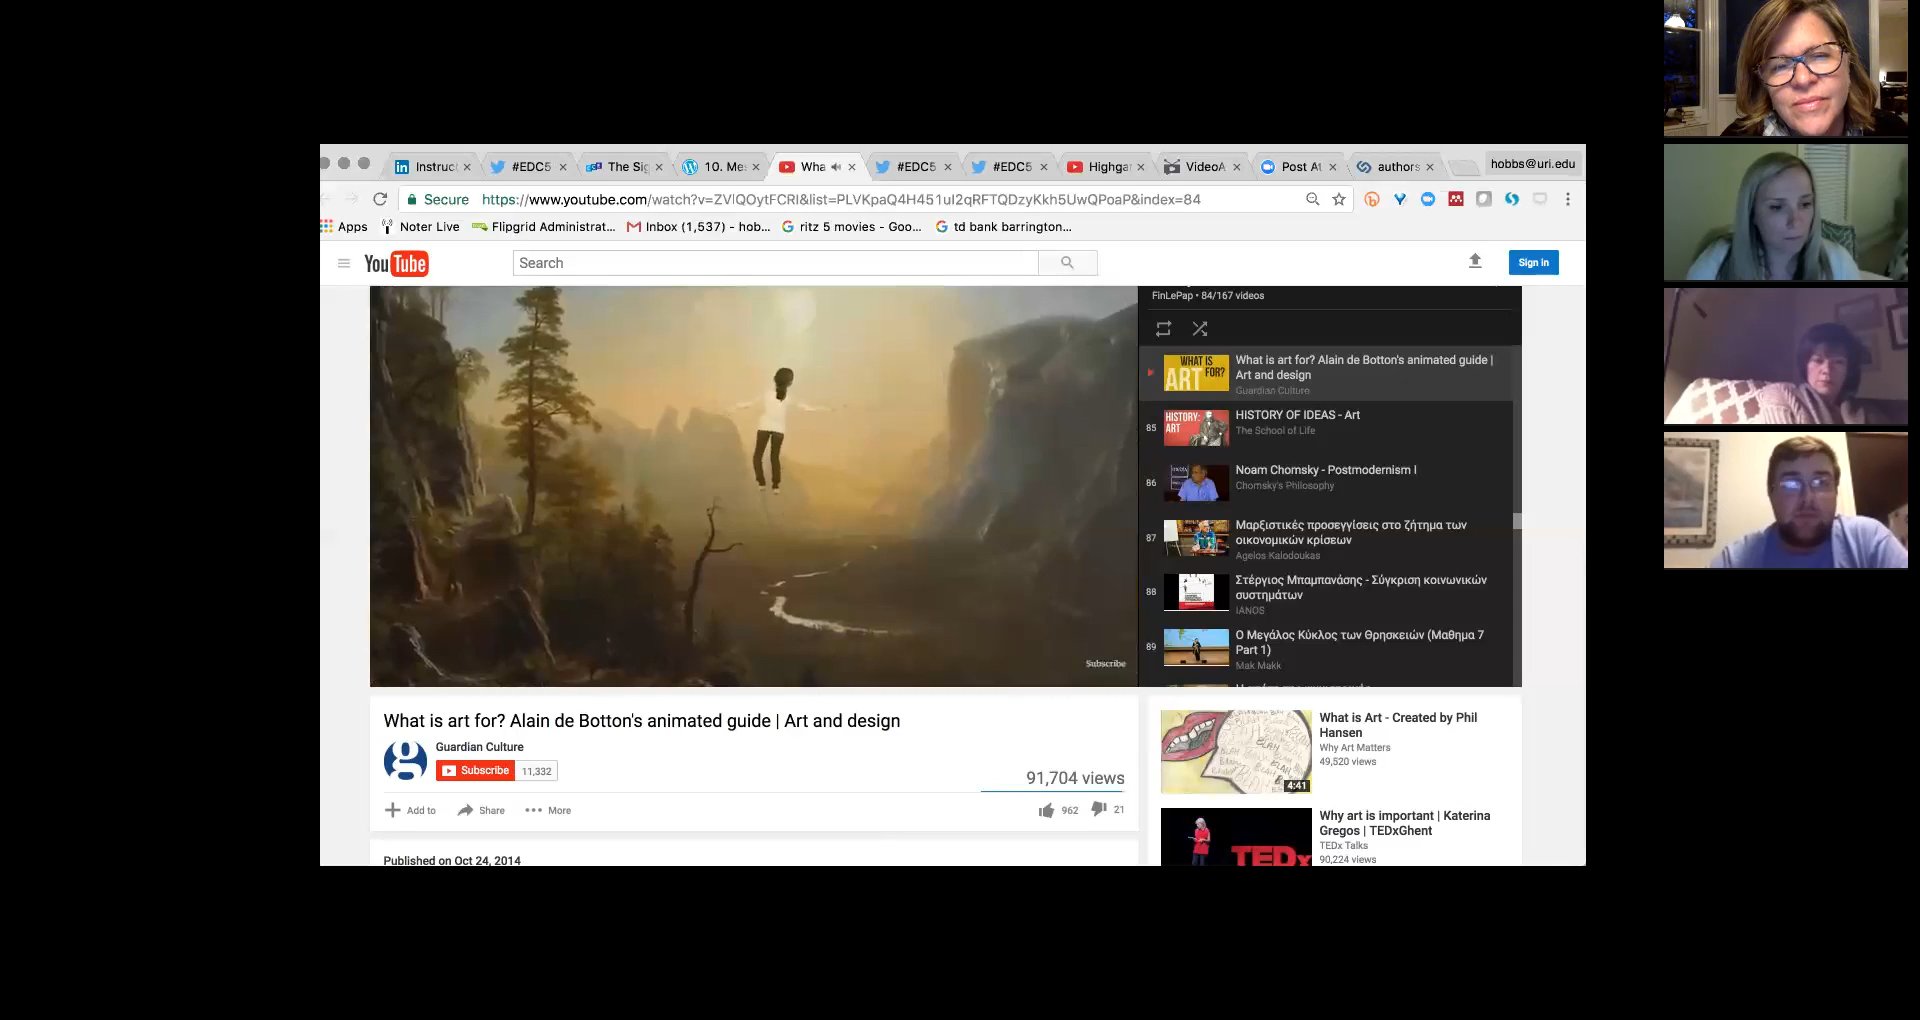 Instruc
#EDC5
The Sig
10. Me
Wha
#EDC5
#EDC5
Highga
VideoA
Post At
authors
hobbs@uri.edu
Secure https://www.youtube.com/watch?v=ZVlQOytFCRI&list=PLVKpaQ4H451uI2qRFTQDzyKkh5UwQPoaP&index=84
Apps
Noter Live
Flipgrid Administrat...
Inbox (1,537) - hob...
ritz 5 movies - Goo...
td bank barrington...
YouTube
Search
Sign in
FinLePap • 84/167 videos
WHAT IS ART FOR?
What is art for? Alain de Botton's animated guide |
Art and design
Guardian Culture
85
HISTORY:
ART
HISTORY OF IDEAS - Art
The School of Life
86
Noam Chomsky - Postmodernism I
Chomsky's Philosophy
87
Μαρξιστικές προσεγγίσεις στο ζήτημα των
οικονομικών κρίσεων
Agelos Kalodoukas
88
Στέργιος Μπαμπανάσης - Σύγκριση κοινωνικών
συστημάτων
IANOS
89
Ο Μεγάλος Κύκλος των Θρησκειών (Μαθημα 7
Part 1)
Mak Makk
Subscribe
What is art for? Alain de Botton's animated guide | Art and design
Guardian Culture
Subscribe 11,332
91,704 views
Add to
Share
More
962
21
Published on Oct 24, 2014
BLAH
4:41
What is Art - Created by Phil
Hansen
Why Art Matters
49,520 views
TEDx
Why art is important | Katerina
Gregos | TEDxGhent
TEDx Talks
90,224 views